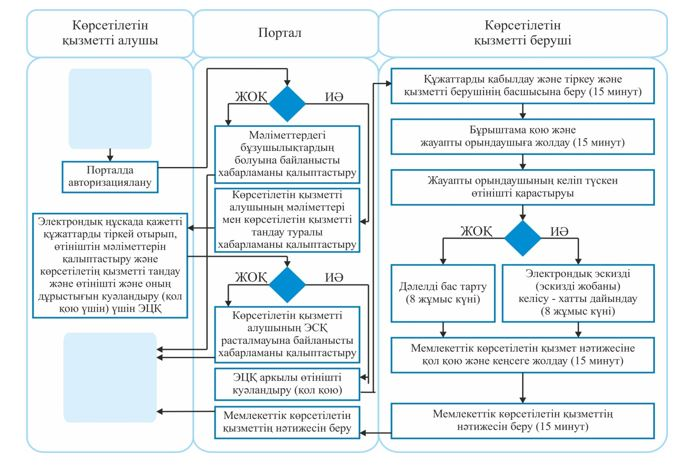 Көрсетілетін
қызметті алушы
Портал
Көрсетілетін
қызметті беруші
Порталда
авторизациялану
Электрондық нұсқада қажетті
құжаттарды тіркей отырып,
өтініштін мәліметтерін
қалыптастыру және
көрсетілетін қызметті тандау
және өтінішті және оның
дұрыстығын куәландыру (қол
қою үшін) үшін ЭЦҚ
ЖОҚ
ИӘ
Мәліметтердегі
бұзушылықтардың
болуына байланысты
хабарламаны қалыптастыру
Көрсетілетін қызметті
алушының мәліметтері
мен көрсетілетін қызметті
тандау туралы
хабарламаны қалыптастыру
ЖОҚ
ИӘ
Көрсетілетін қызметті
алушының ЭСҚ
расталмауына байланысты
хабарламаны қалыптастыру
ЭЦҚ арқылы өтінішті
куәландыру (қол қою)
Мемлекеттік көрсетілетін
қызметтің нәтижесін беру
Құжаттарды қабылдау және тіркеу және
қызметті берушінің басшысына беру (15 минут)
Бұрыштама қою және
жауапты орындаушыға жолдау (15 минут)
Жауапты орындаушының келіп түскен
өтінішті қарастыруы
ЖОҚ
ИӘ
Дәлелді бас тарту
(8 жұмыс күні)
Электрондық эскизді
(эскизді жобаны)
келісу - хатты дайындау
(8 жұмыс күні)
Мемлекеттік көрсетілетін қызмет нәтижесіне
қол қою және кеңсеге жолдау (15 минут)
Мемлекеттік көрсетілетін қызметтің
нәтижесін беру (15 минут)